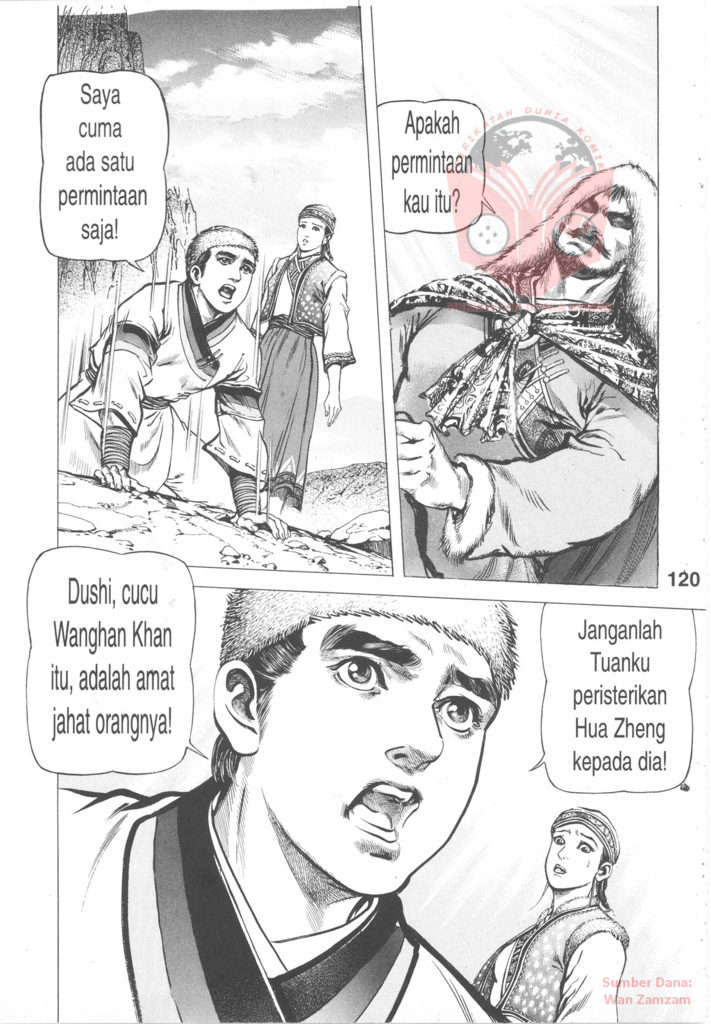 Saya
cuma
ada satu
permintaan
saja!
Apakah
permintaan
kau itu?
Dushi, cucu
Wanghan Khan
itu, adalah amat
jahat orangnya!
Janganlah
Tuanku
peristerikan
Hua Zheng
kepada dia!
120
Sumber Dana:
Wan Zamzam